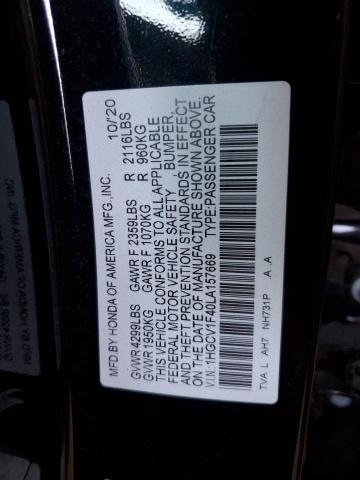 MFD.BY HONDA OF AMERICA MFG.,INC. 10/'20
GVWR 4299LBS GAWR F 2359LBS R 2116LBS
GVWR 1950KG GAWR F 1070KG R 960KG
THIS VEHICLE CONFORMS TO ALL APPLICABLE
FEDERAL MOTOR VEHICLE SAFETY , BUMPER,
AND THEFT PREVENTION STANDARDS IN EFFECT
ON THE DATE OF MANUFACTURE SHOWN ABOVE.
V.I.N.:1HGCV1F40LA157669 TYPE:PASSENGER CAR
TVA L AH7 NH731P .A .A